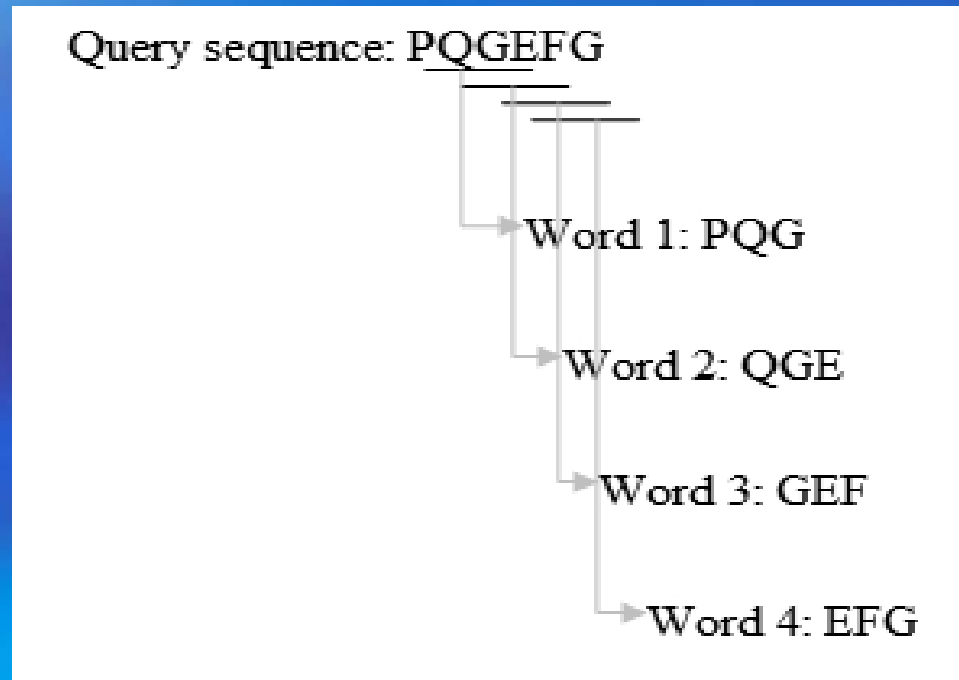 Query sequence: PQGEFG
Word 1: PQG
Word 2: QGE
Word 3: GEF
Word 4: EFG